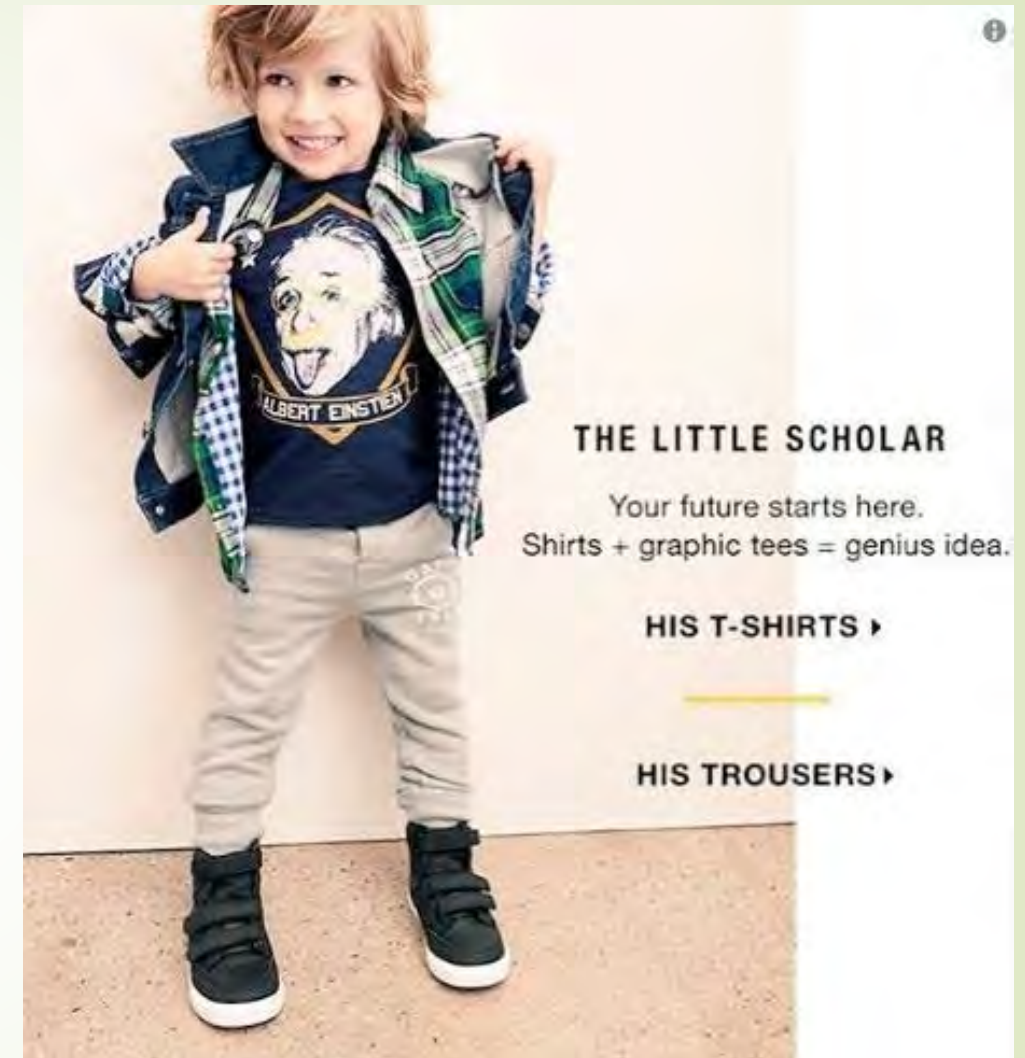 ALBERT EINSTIEN
THE LITTLE SCHOLAR
Your future starts here.
Shirts + graphic tees = genius idea.
HIS T-SHIRTS
HIS TROUSERS